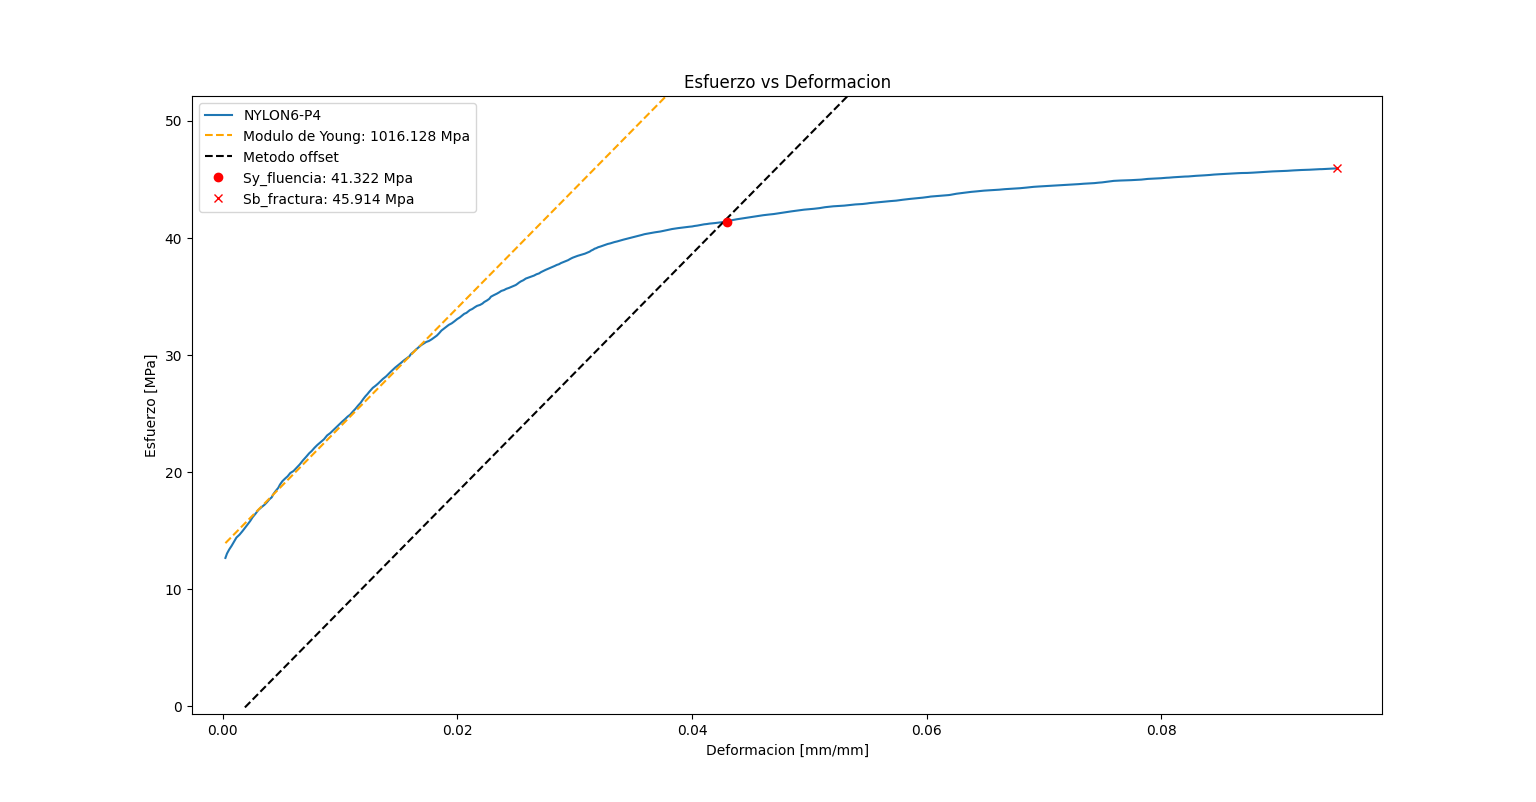 Esfuerzo vs Deformacion
NYLON6-P4
Modulo de Young: 1016.128 Mpa
Metodo offset
Sy_fluencia: 41.322 Mpa
Sb_fractura: 45.914 Mpa
50
40
30
20
10
0
Esfuerzo [MPa]
0.00 0.02 0.04 0.06 0.08
Deformacion [mm/mm]